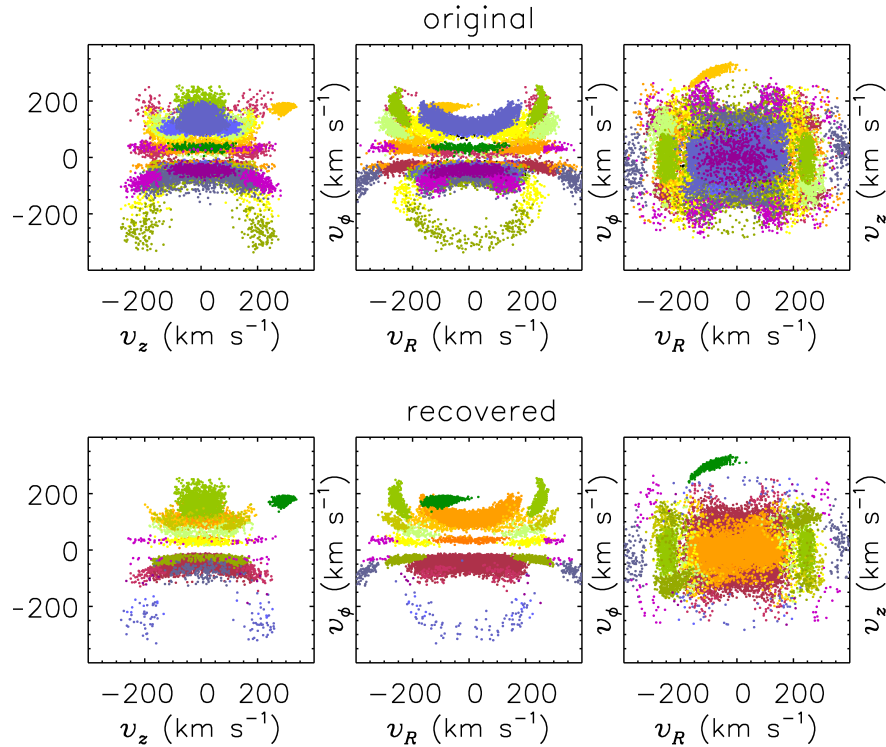 original
200
0
−200
−200 0 200
v_z (km s⁻¹)
v_ϕ (km s⁻¹)
−200 0 200
v_R (km s⁻¹)
v_ϕ (km s⁻¹)
−200 0 200
v_R (km s⁻¹)
v_z (km s⁻¹)
recovered
200
0
−200
−200 0 200
v_z (km s⁻¹)
v_ϕ (km s⁻¹)
−200 0 200
v_R (km s⁻¹)
v_ϕ (km s⁻¹)
−200 0 200
v_R (km s⁻¹)
v_z (km s⁻¹)